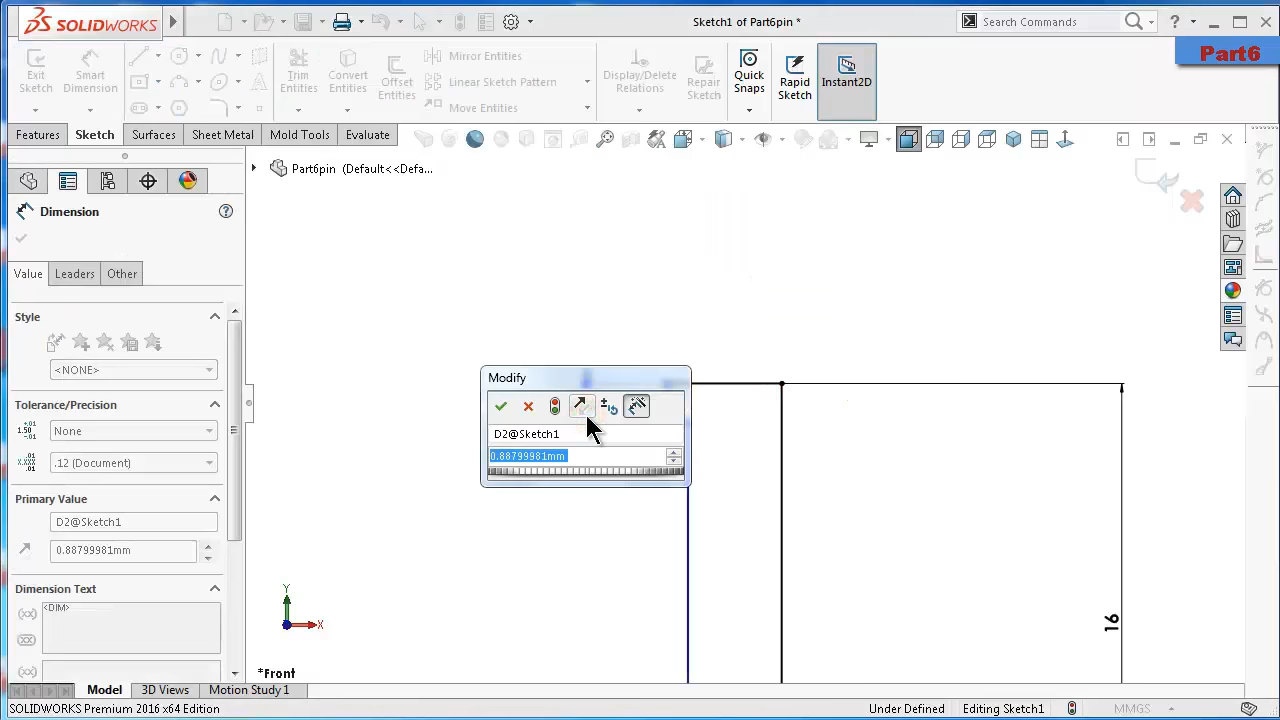 SOLIDWORKS
Sketch1 of Part6pin *
Search Commands
Part6
Exit Sketch
Smart Dimension
Trim Entities
Convert Entities
Offset Entities
Mirror Entities
Linear Sketch Pattern
Move Entities
Display/Delete Relations
Repair Sketch
Quick Snaps
Rapid Sketch
Instant2D
Features
Sketch
Surfaces
Sheet Metal
Mold Tools
Evaluate
Part6pin (Default<<Defa...
Dimension
Value
Leaders
Other
Style
<NONE>
Tolerance/Precision
None
.12 (Document)
Primary Value
D2@Sketch1
0.88799981mm
Dimension Text
<DIM>
Modify
D2@Sketch1
0.88799981mm
16
Y
X
*Front
Model
3D Views
Motion Study 1
SOLIDWORKS Premium 2016 x64 Edition
Under Defined
Editing Sketch1
MMGS